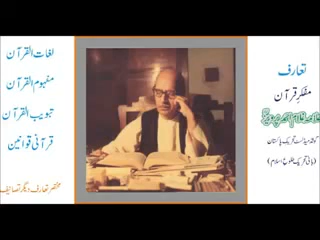 تعارف
مفکرِ قرآن
علامہ غلام احمد پرویزؒ
(بانی تحریک طلوعِ اسلام)
لغات القرآن
مفہوم القرآن
تبویب القرآن
قرآنی قوانین
مختصر تعارف دیگر تصانیف